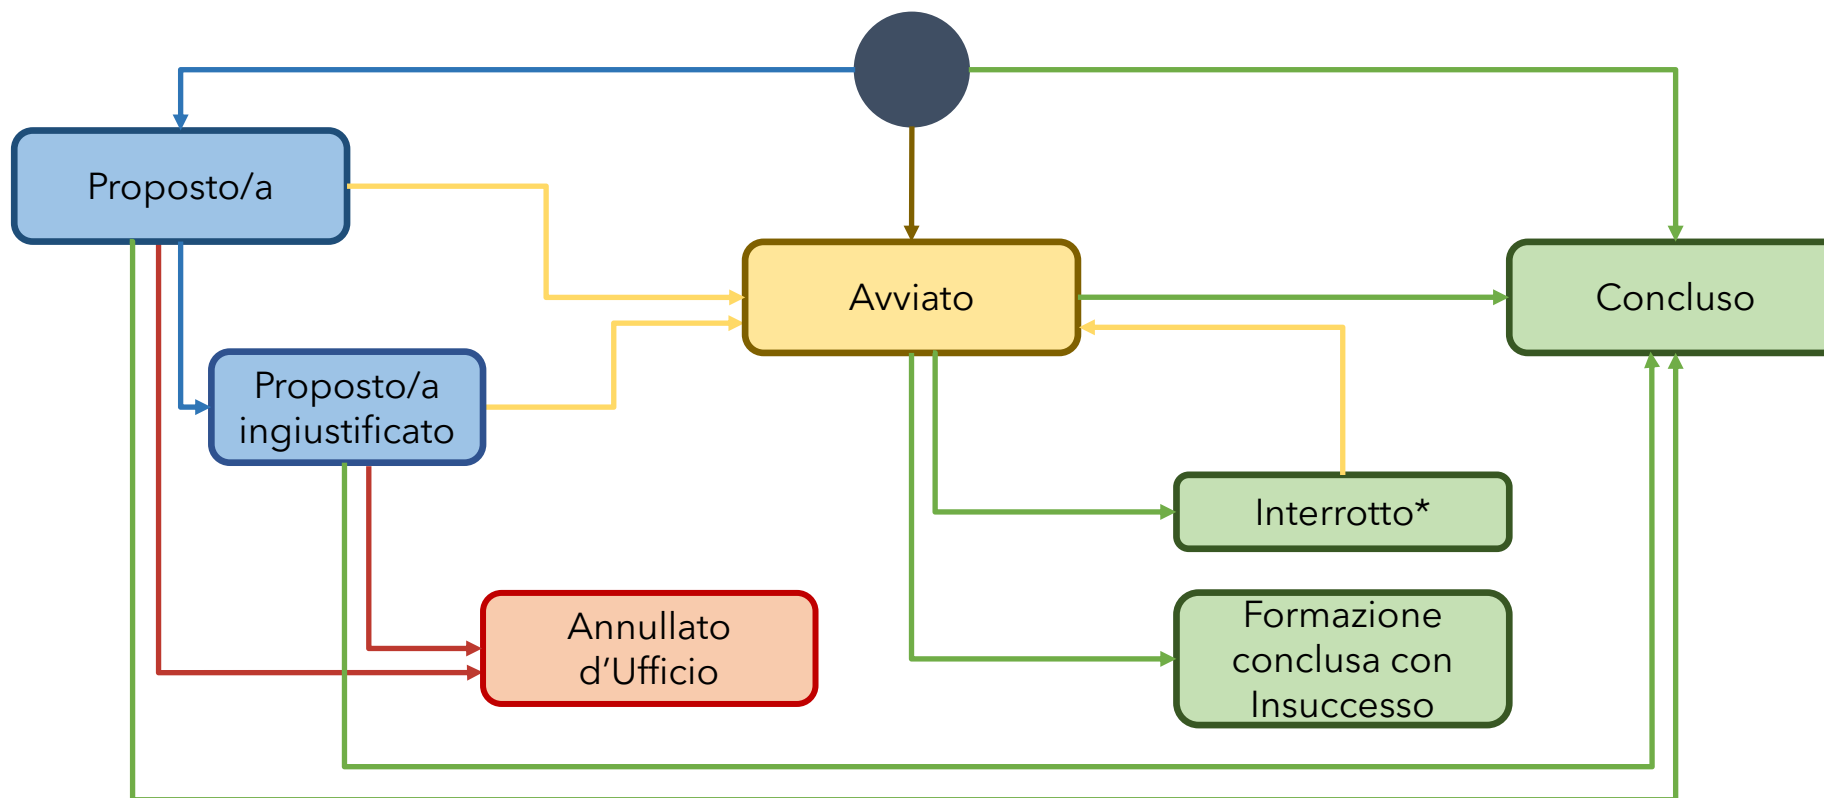 Proposto/a
Avviato
Concluso
Proposto/a
ingiustificato
Interrotto*
Annullato
d’Ufficio
Formazione
conclusa con
Insuccesso